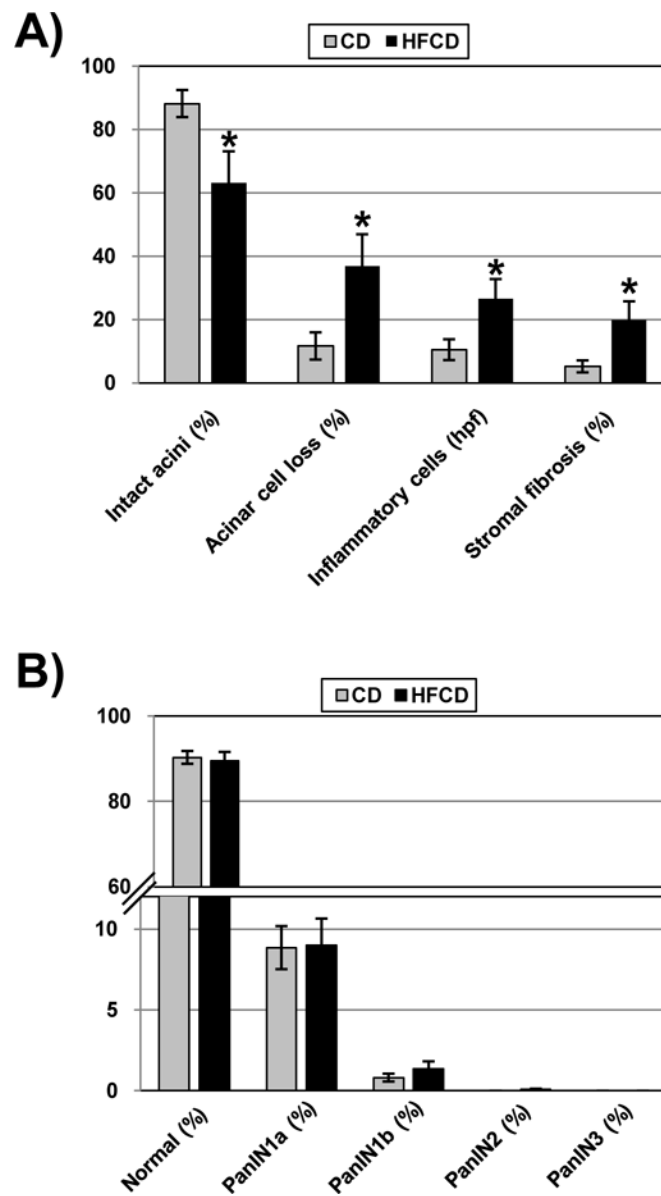 A)
CD HFCD
100
80
60
40
20
0
* * * *
Intact acini (%)
Acinar cell loss (%)
Inflammatory cells (hpf)
Stromal fibrosis (%)
B)
CD HFCD
100
80
60
10
5
0
Normal (%)
PanIN1a (%)
PanIN1b (%)
PanIN2 (%)
PanIN3 (%)